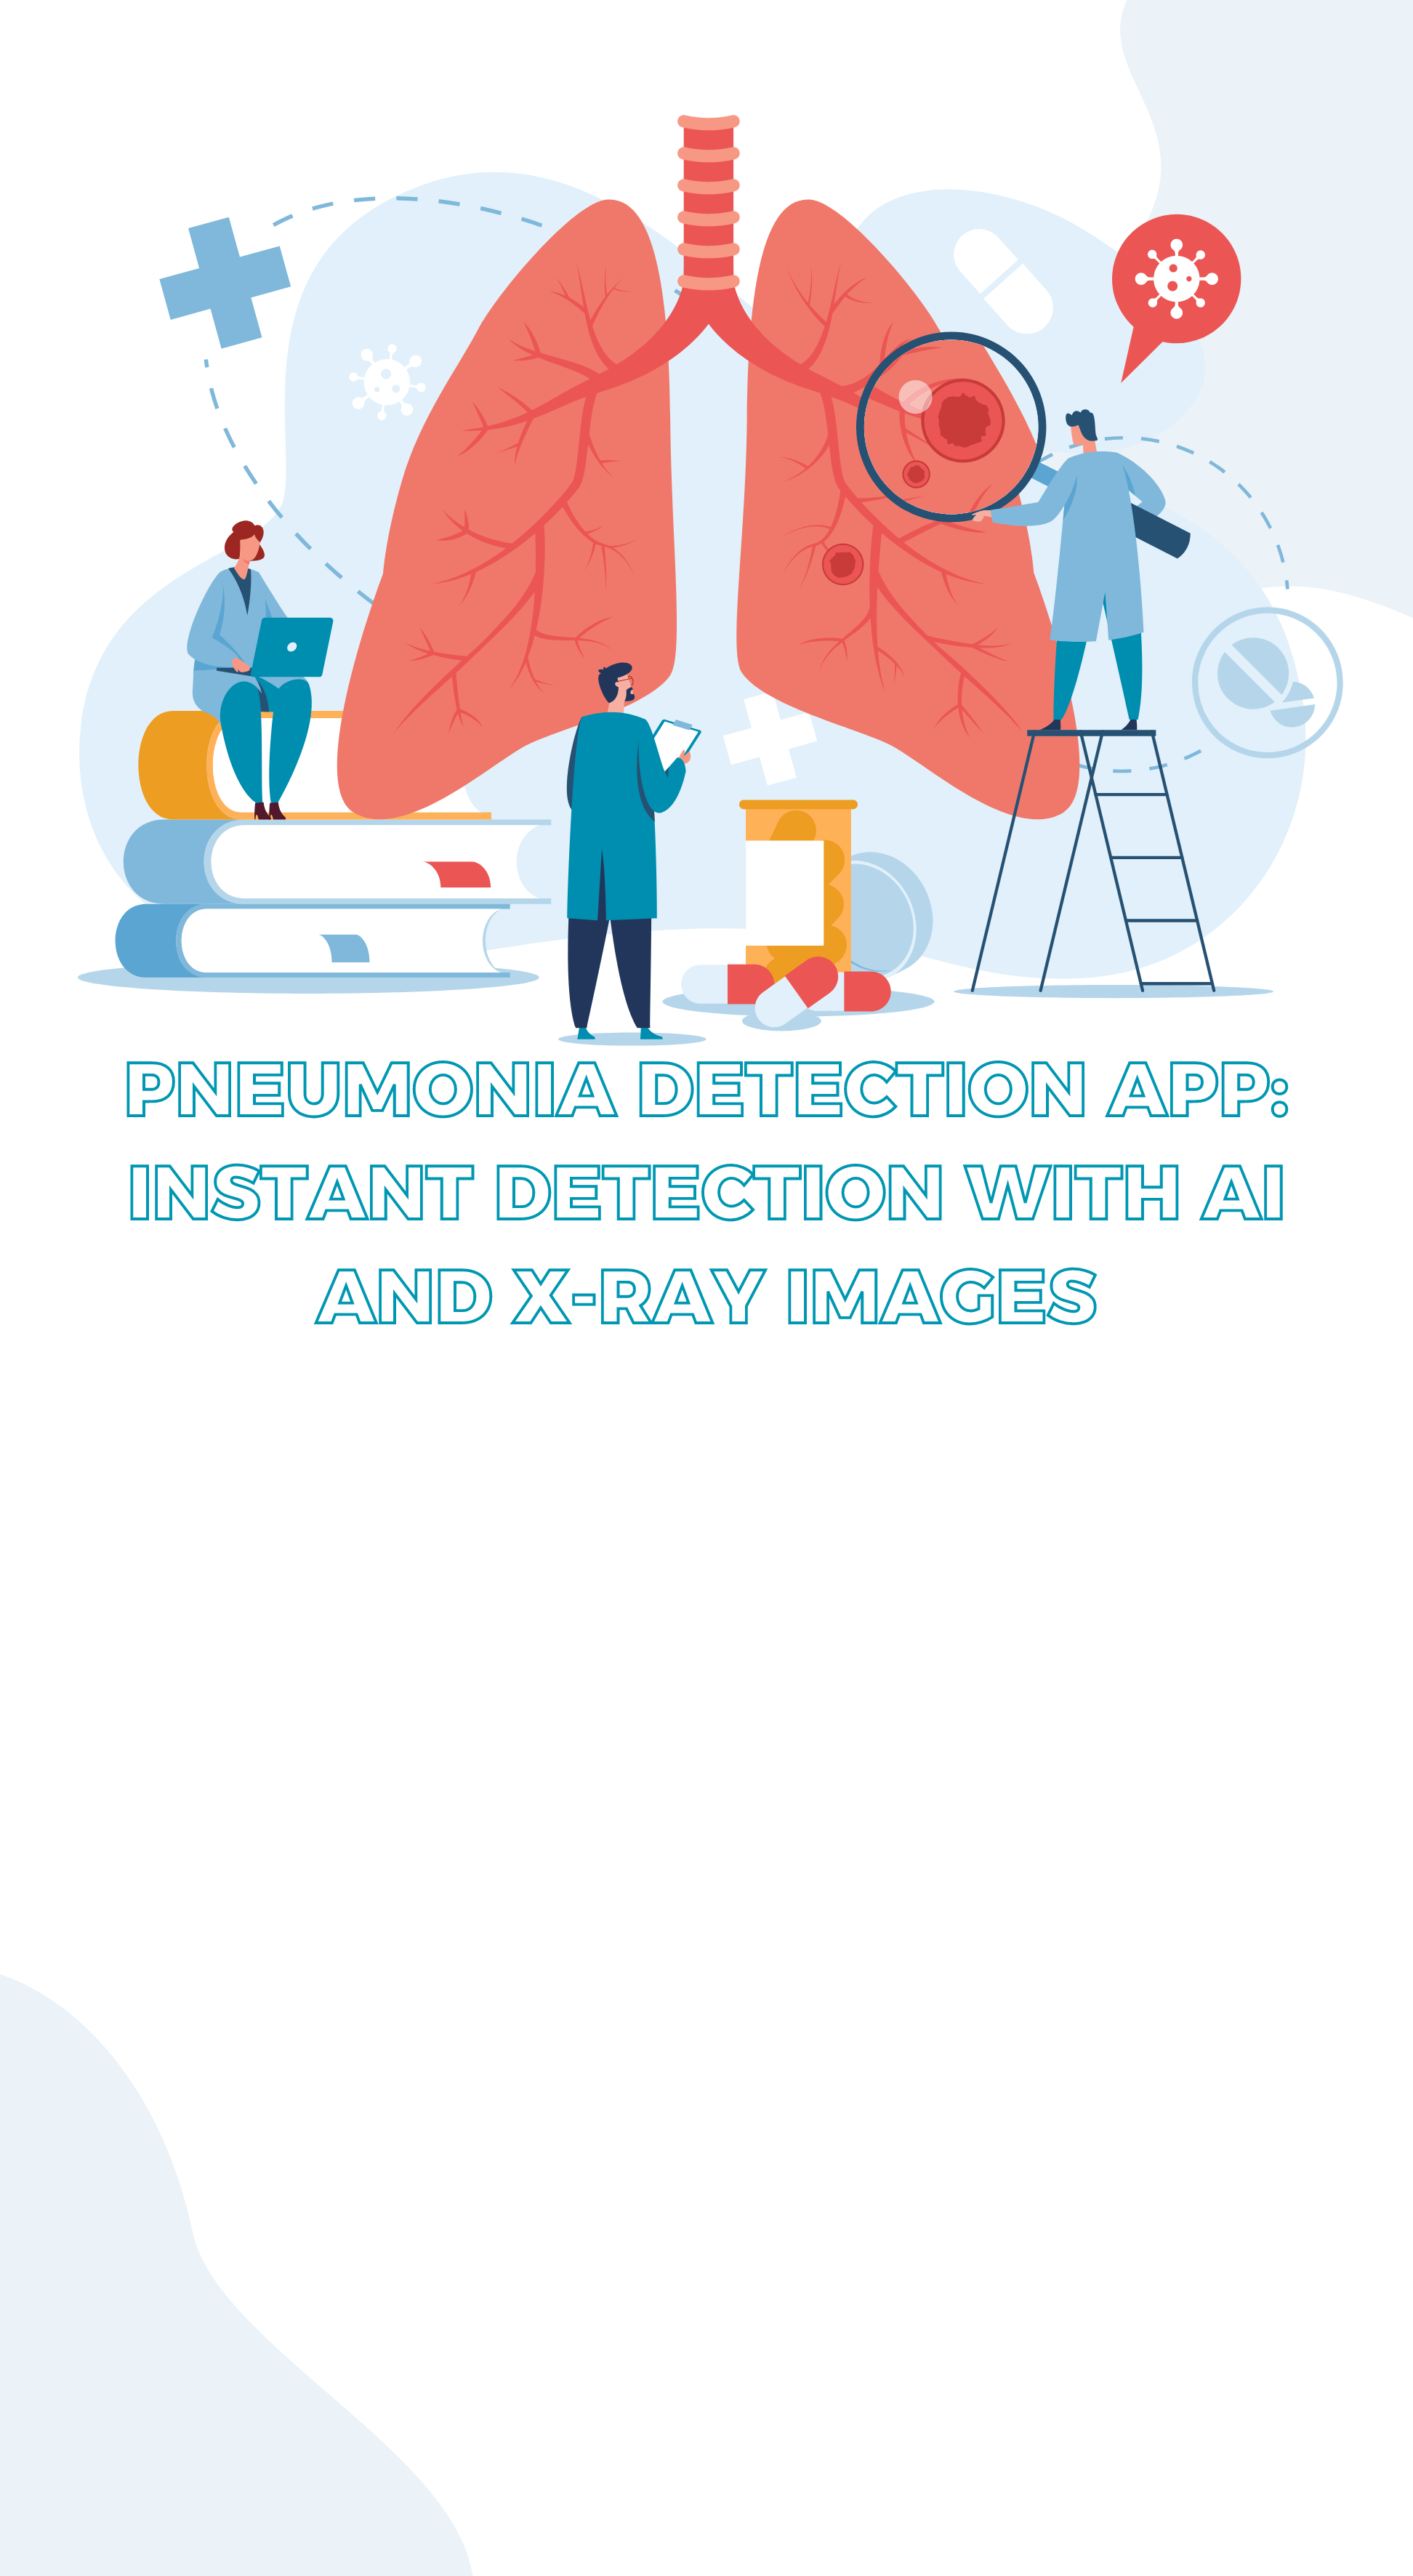 PNEUMONIA DETECTION APP:
INSTANT DETECTION WITH AI
AND X-RAY IMAGES